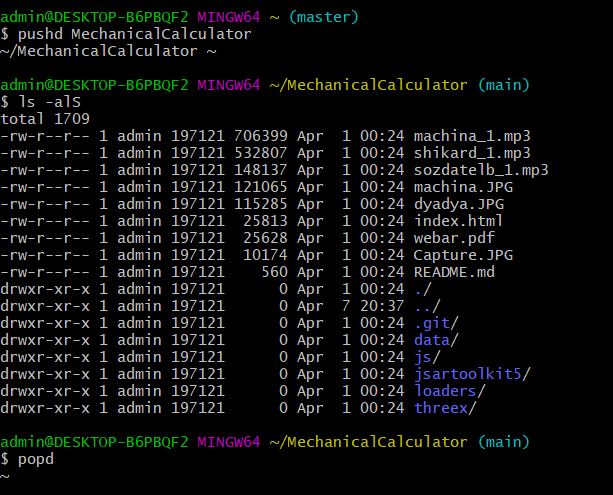 admin@DESKTOP-B6PBQF2 MINGW64 ~ (master)
$ pushd MechanicalCalculator
~/MechanicalCalculator ~
admin@DESKTOP-B6PBQF2 MINGW64 ~/MechanicalCalculator (main)
$ ls -alS
total 1709
-rw-r--r-- 1 admin 197121 706399 Apr  1 00:24 machina_1.mp3
-rw-r--r-- 1 admin 197121 532807 Apr  1 00:24 shikard_1.mp3
-rw-r--r-- 1 admin 197121 148137 Apr  1 00:24 sozdatelb_1.mp3
-rw-r--r-- 1 admin 197121 121065 Apr  1 00:24 machina.JPG
-rw-r--r-- 1 admin 197121 115285 Apr  1 00:24 dyadya.JPG
-rw-r--r-- 1 admin 197121  25813 Apr  1 00:24 index.html
-rw-r--r-- 1 admin 197121  25628 Apr  1 00:24 webar.pdf
-rw-r--r-- 1 admin 197121  10174 Apr  1 00:24 Capture.JPG
-rw-r--r-- 1 admin 197121    560 Apr  1 00:24 README.md
drwxr-xr-x 1 admin 197121      0 Apr  1 00:24 ./
drwxr-xr-x 1 admin 197121      0 Apr  7 20:37 ../
drwxr-xr-x 1 admin 197121      0 Apr  1 00:24 .git/
drwxr-xr-x 1 admin 197121      0 Apr  1 00:24 data/
drwxr-xr-x 1 admin 197121      0 Apr  1 00:24 js/
drwxr-xr-x 1 admin 197121      0 Apr  1 00:24 jsartoolkit5/
drwxr-xr-x 1 admin 197121      0 Apr  1 00:24 loaders/
drwxr-xr-x 1 admin 197121      0 Apr  1 00:24 threex/
admin@DESKTOP-B6PBQF2 MINGW64 ~/MechanicalCalculator (main)
$ popd
~